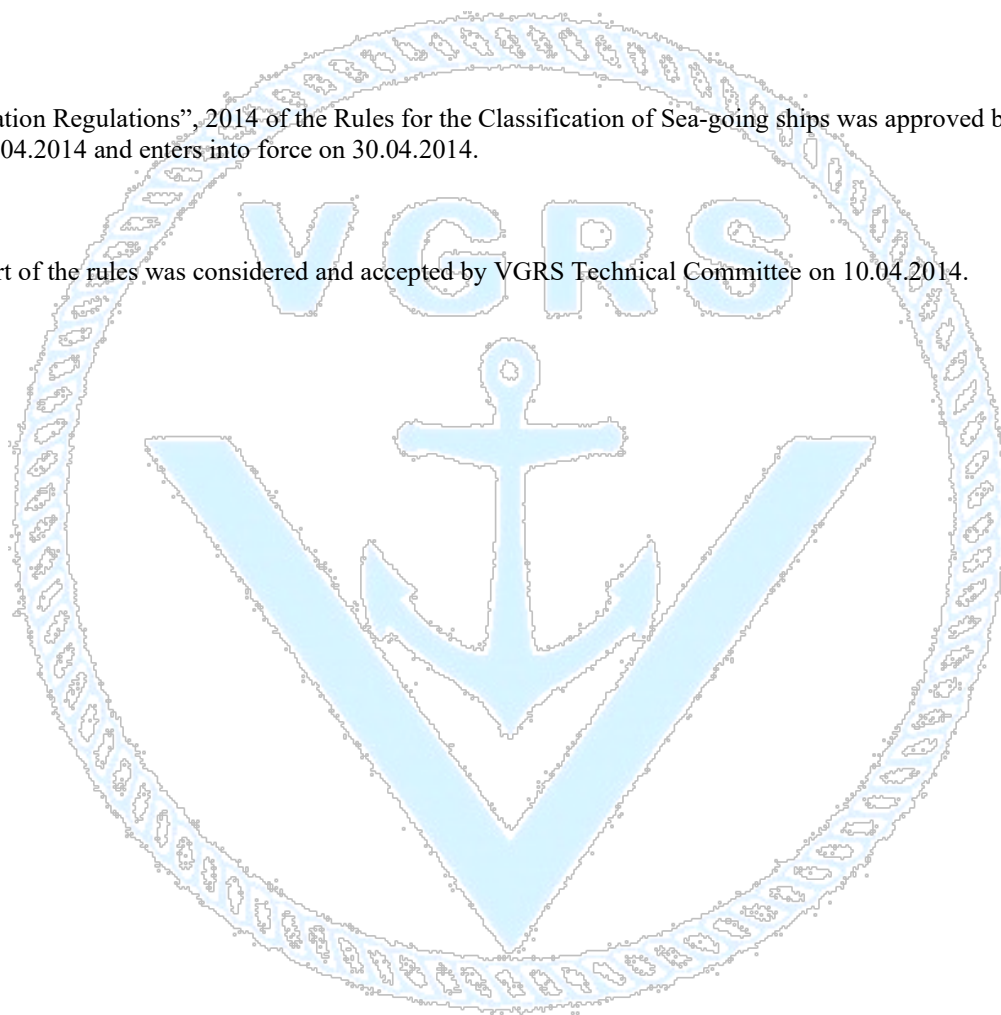 ation Regulations”, 2014 of the Rules for the Classification of Sea-going ships was approved b
04.2014 and enters into force on 30.04.2014.
VGRS
rt of the rules was considered and accepted by VGRS Technical Committee on 10.04.2014.